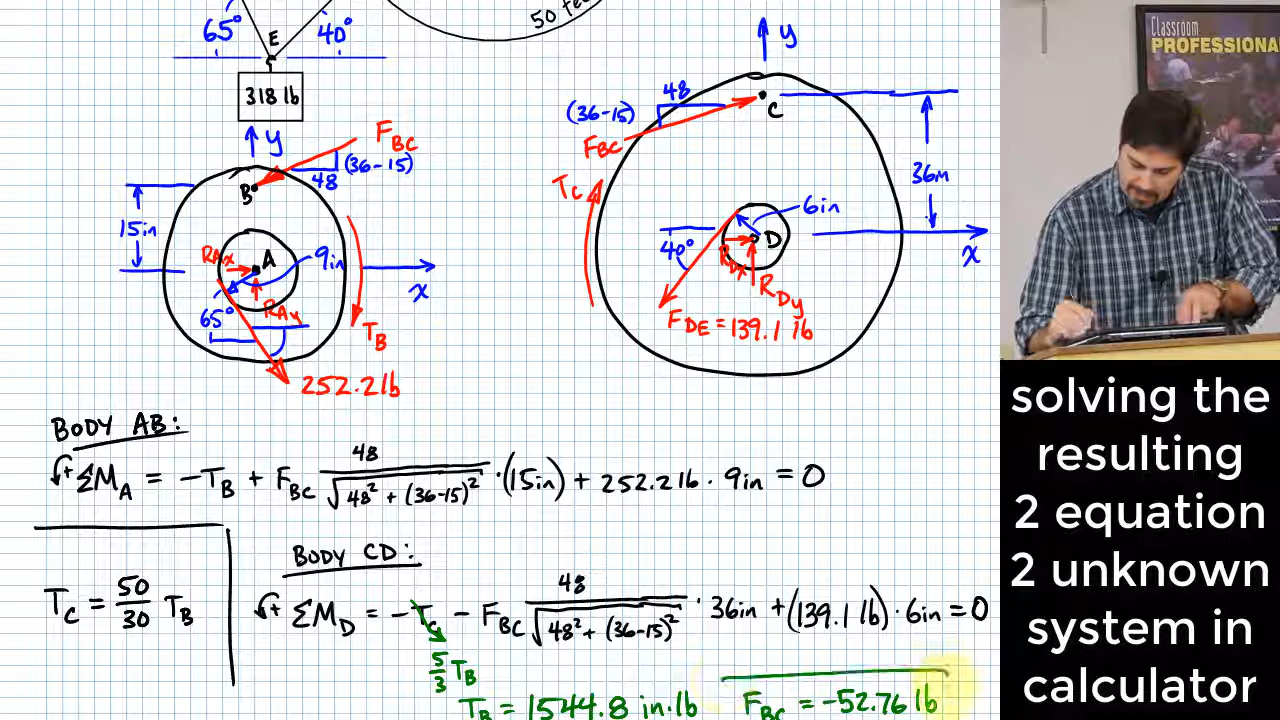 65° E 40°
50 tee
318 lb
y
F_BC
(36-15)
48
B
15in
R_Ax A 9in
x
65° R_Ay
T_B
252.2 lb
y
48
(36-15)
C
F_BC
T_C
36in
6in
40° D
R_Dx
x
R_Dy
F_DE = 139.1 lb
BODY AB:
+ ΣM_A = -T_B + F_BC 48/√(48² + (36-15)²) · (15in) + 252.2 lb · 9in = 0
T_C = 50/30 T_B
BODY CD:
+ ΣM_D = -T_C - F_BC 48/√(48² + (36-15)²) · 36in + (139.1 lb) · 6in = 0
5/3 T_B
T_B = 1544.8 in·lb F_BC = -52.76 lb
Classroom
PROFESSIONA
solving the
resulting
2 equation
2 unknown
system in
calculator